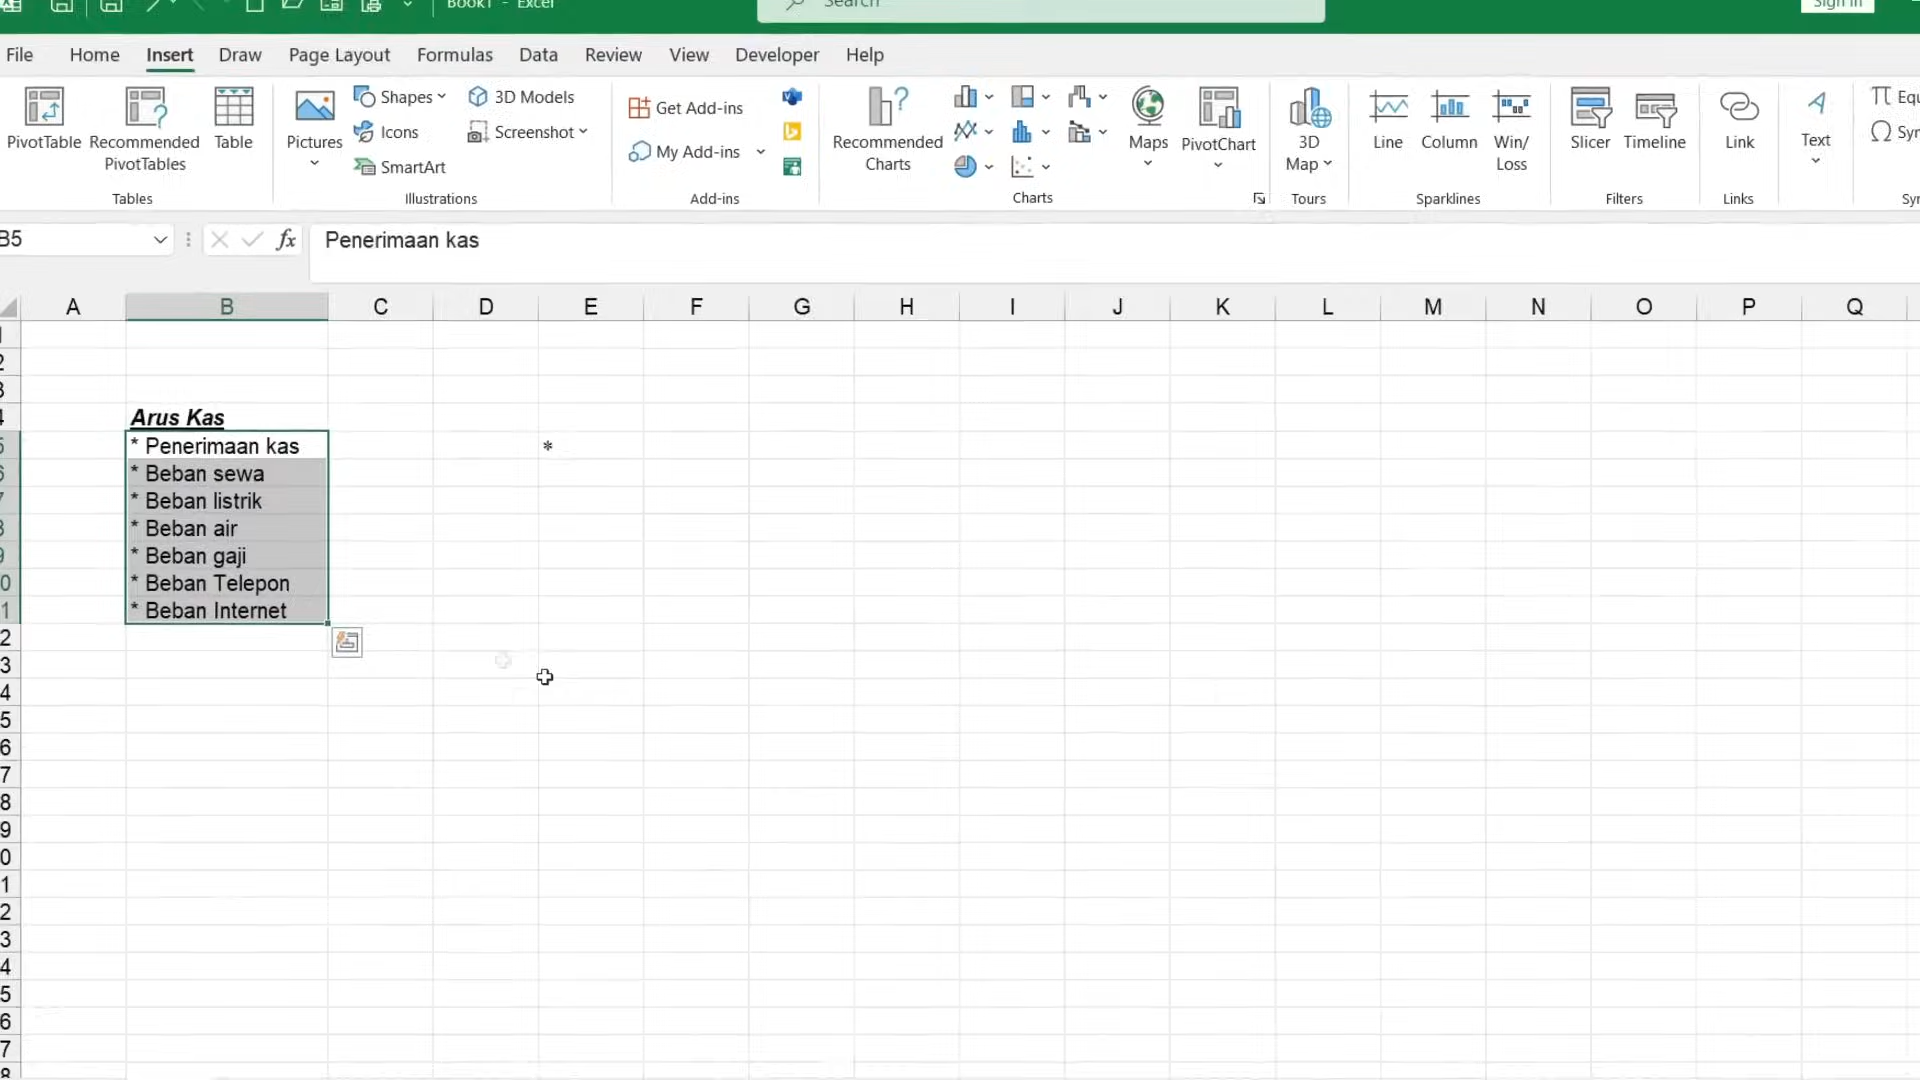 Book1 - Excel
Search
Sign in
File Home Insert Draw Page Layout Formulas Data Review View Developer Help
PivotTable
Recommended PivotTables
Table
Tables
Pictures
Shapes
Icons
SmartArt
3D Models
Screenshot
Illustrations
Get Add-ins
My Add-ins
Add-ins
Recommended Charts
Maps
PivotChart
Charts
3D Map
Tours
Line
Column
Win/ Loss
Sparklines
Slicer
Timeline
Filters
Link
Links
Text
B5
fx
Penerimaan kas
A B C D E F G H I J K L M N O P Q
Arus Kas
* Penerimaan kas
*
* Beban sewa
* Beban listrik
* Beban air
* Beban gaji
* Beban Telepon
* Beban Internet